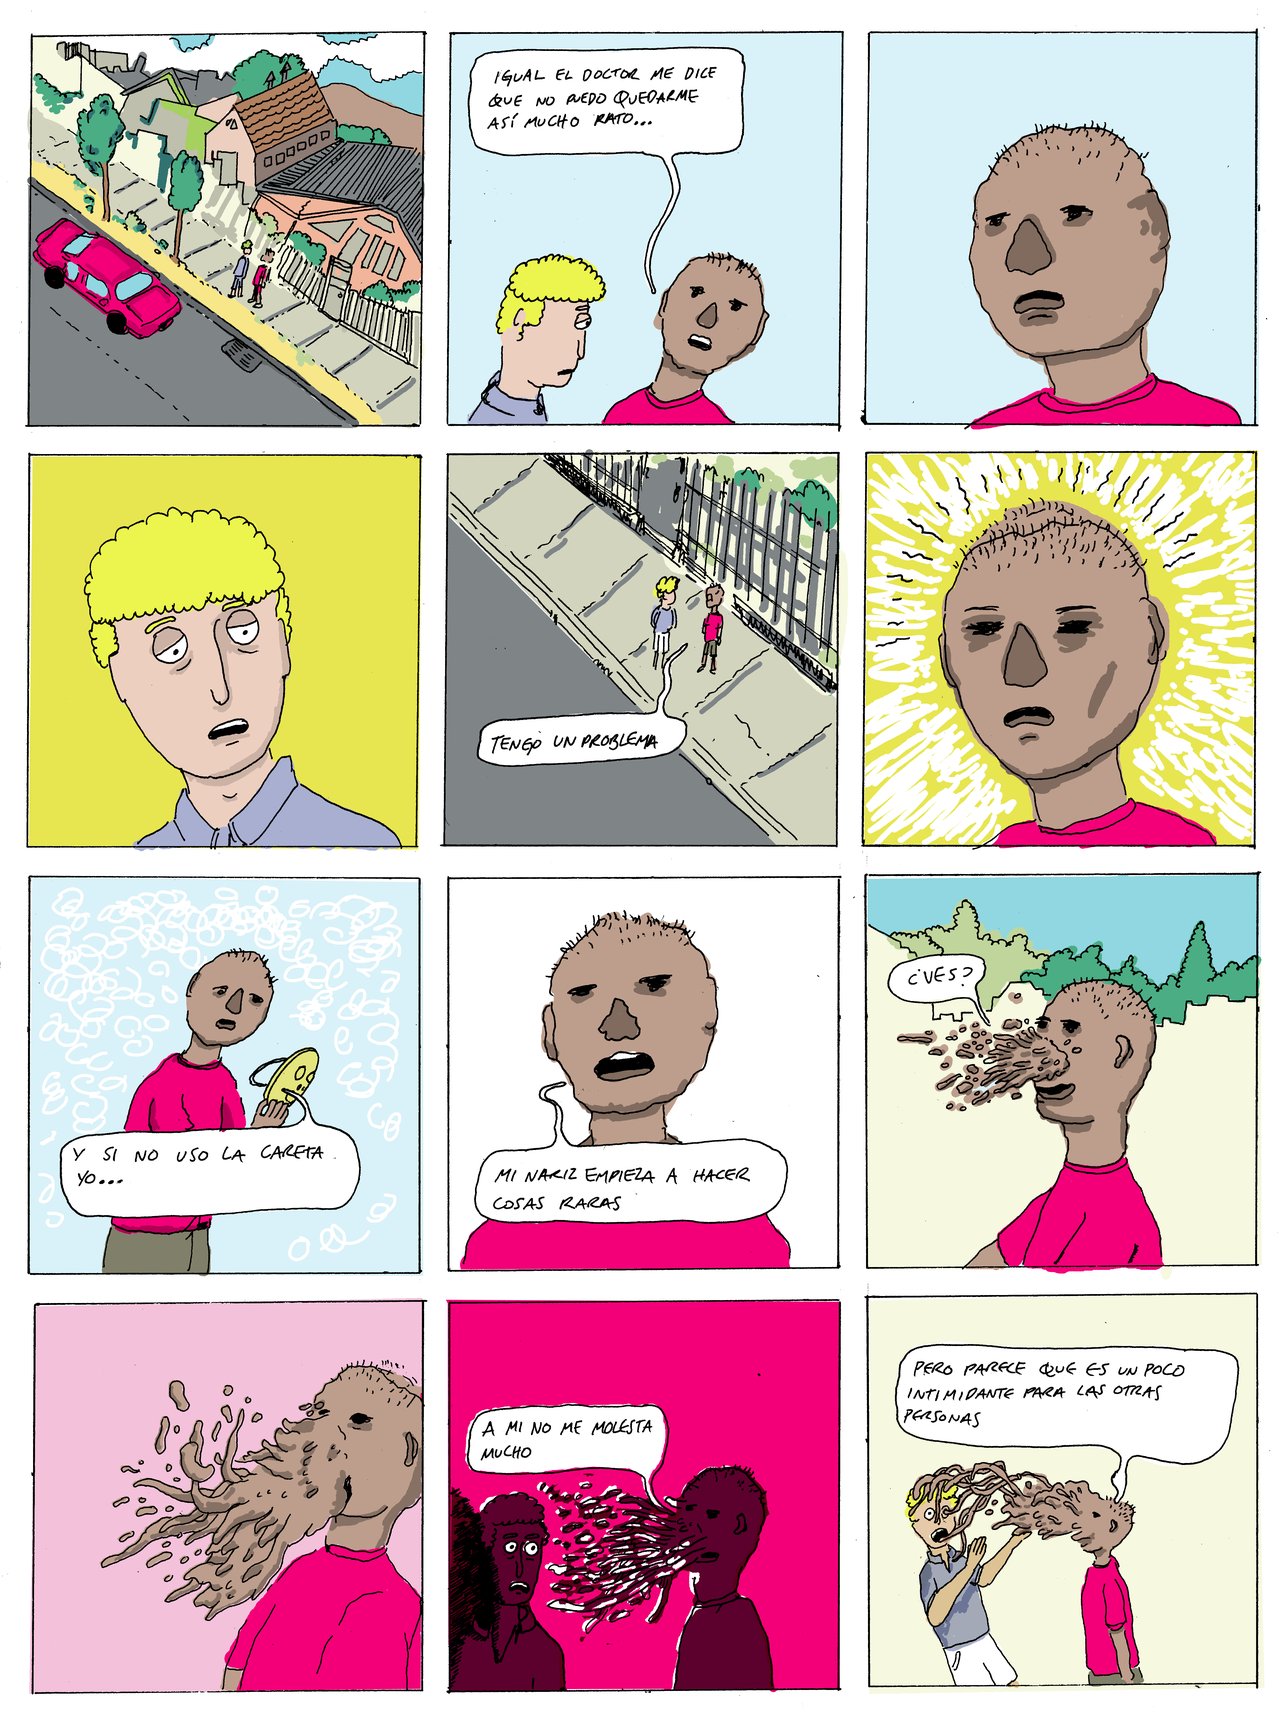 IGUAL EL DOCTOR ME DICE
QUE NO PUEDO QUEDARME
ASÍ MUCHO RATO...
TENGO UN PROBLEMA
Y SI NO USO LA CARETA
YO...
MI NARIZ EMPIEZA A HACER
COSAS RARAS
¿VES?
A MI NO ME MOLESTA
MUCHO
PERO PARECE QUE ES UN POCO
INTIMIDANTE PARA LAS OTRAS
PERSONAS